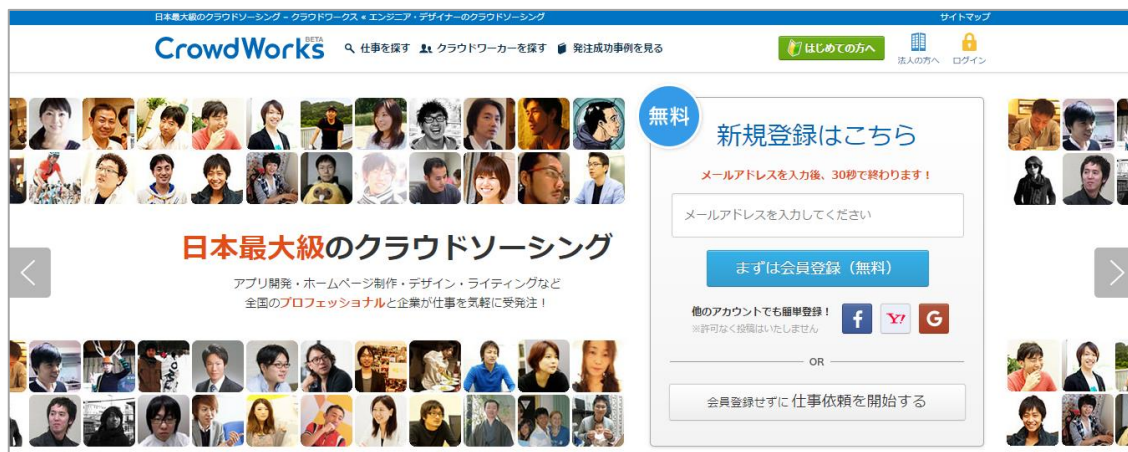 日本最大級のクラウドソーシング - クラウドワークス « エンジニア・デザイナーのクラウドソーシング
サイトマップ
CrowdWorks BETA
仕事を探す クラウドワーカーを探す 発注成功事例を見る
はじめての方へ
法人の方へ
ログイン
無料
新規登録はこちら
メールアドレスを入力後、30秒で終わります！
メールアドレスを入力してください
まずは会員登録（無料）
日本最大級のクラウドソーシング
アプリ開発・ホームページ制作・デザイン・ライティングなど
全国のプロフェッショナルと企業が仕事を気軽に受発注！
他のアカウントでも簡単登録！
※許可なく投稿はいたしません
f Y! G
OR
会員登録せずに仕事依頼を開始する